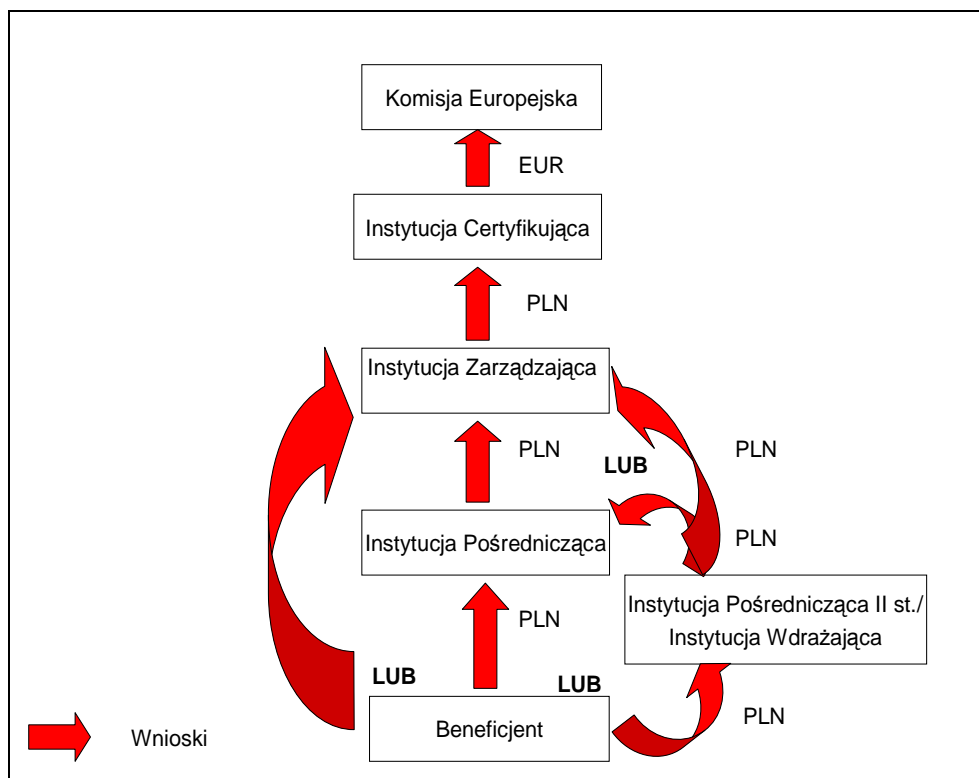 Komisja Europejska
EUR
Instytucja Certyfikująca
PLN
Instytucja Zarządzająca
PLN
LUB
PLN
Instytucja Pośrednicząca
PLN
PLN
Instytucja Pośrednicząca II st./
Instytucja Wdrażająca
LUB
LUB
Beneficjent
PLN
Wnioski